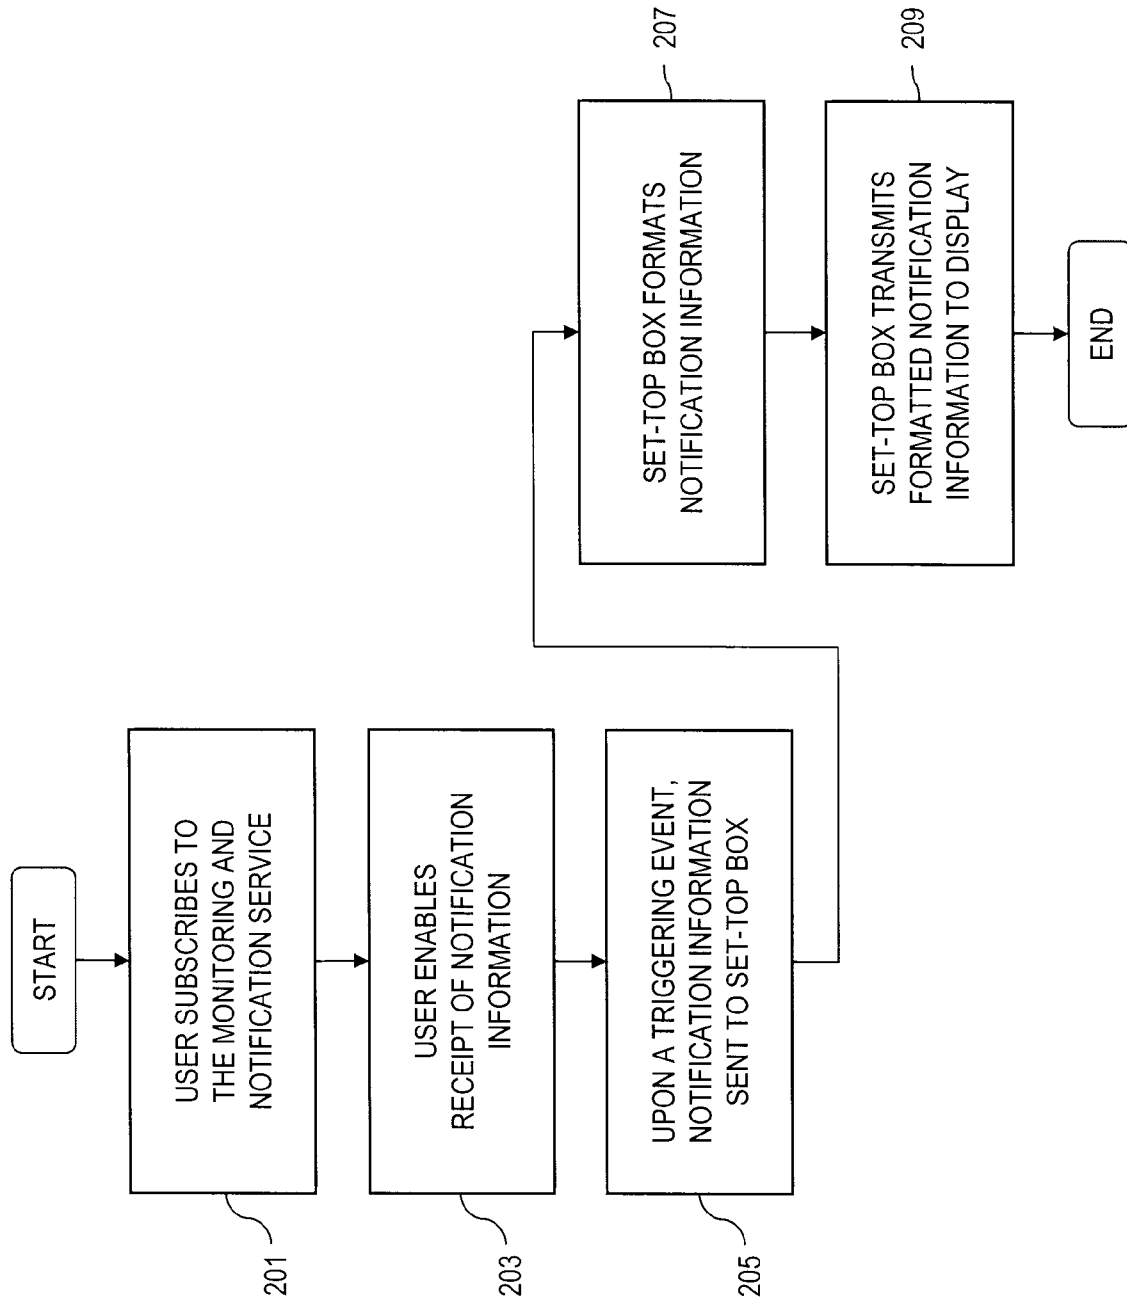 START
USER SUBSCRIBES TO
THE MONITORING AND
NOTIFICATION SERVICE
201
USER ENABLES
RECEIPT OF NOTIFICATION
INFORMATION
203
UPON A TRIGGERING EVENT,
NOTIFICATION INFORMATION
SENT TO SET-TOP BOX
205
SET-TOP BOX FORMATS
NOTIFICATION INFORMATION
207
SET-TOP BOX TRANSMITS
FORMATTED NOTIFICATION
INFORMATION TO DISPLAY
209
END